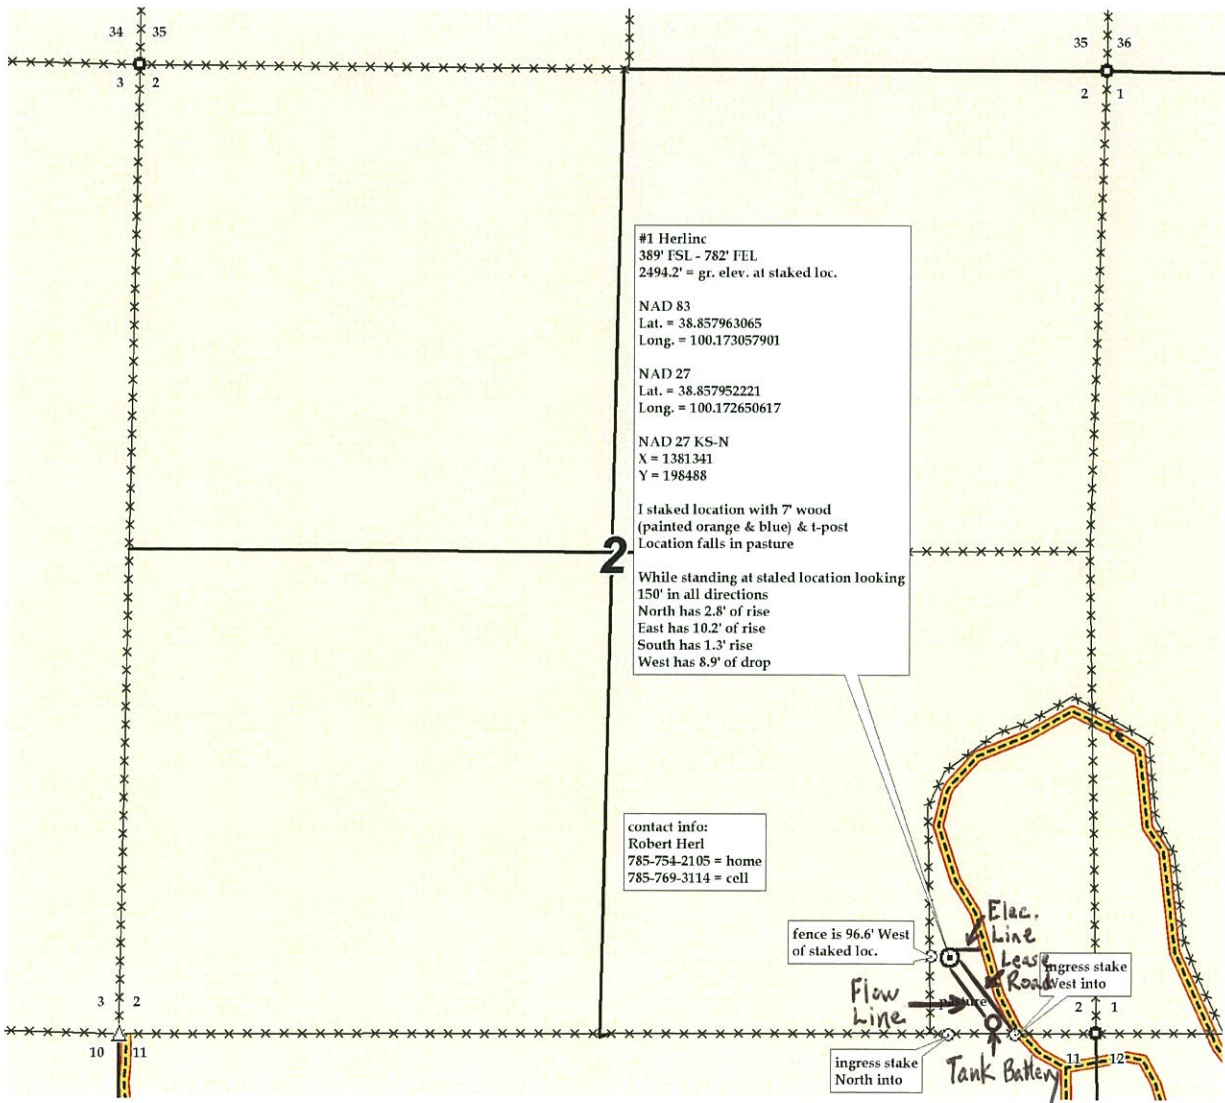 34 35
35 36
3 2
2 1
#1 Herlinc
389' FSL - 782' FEL
2494.2' = gr. elev. at staked loc.
NAD 83
Lat. = 38.857963065
Long. = 100.173057901
NAD 27
Lat. = 38.857952221
Long. = 100.172650617
NAD 27 KS-N
X = 1381341
Y = 198488
I staked location with 7' wood
(painted orange & blue) & t-post
Location falls in pasture
2
While standing at staled location looking
150' in all directions
North has 2.8' of rise
East has 10.2' of rise
South has 1.3' rise
West has 8.9' of drop
contact info:
Robert Herl
785-754-2105 = home
785-769-3114 = cell
fence is 96.6' West
of staked loc.
Elec.
Line
Lease
Road
ingress stake
West into
Flow
Line
pasture
3 2
2 1
10 11
11 12
ingress stake
North into
Tank Battery